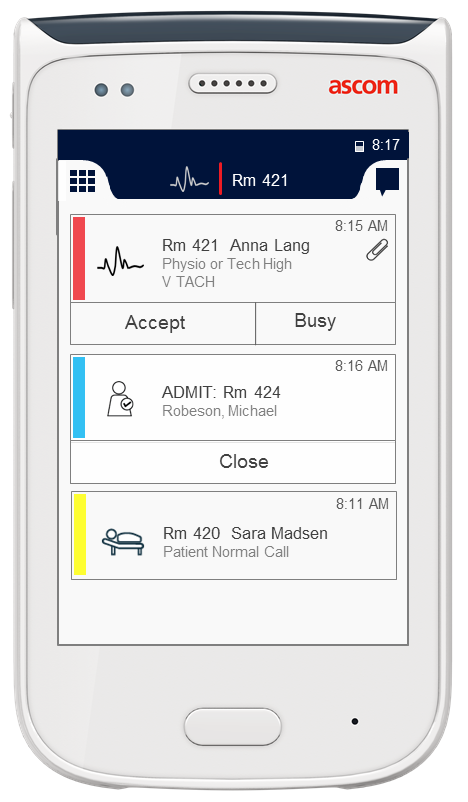 ascom
8:17
Rm 421
8:15 AM
Rm 421 Anna Lang
Physio or Tech High
V TACH
Accept
Busy
8:16 AM
ADMIT: Rm 424
Robeson, Michael
Close
8:11 AM
Rm 420 Sara Madsen
Patient Normal Call